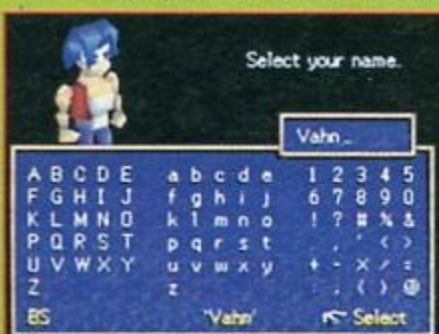 Select your name.
Vahn_
A B C D E a b c d e 1 2 3 4 5
F G H I J f g h i j 6 7 8 9 0
K L M N O k l m n o ! ? # % &
P Q R S T p q r s t , . ' < >
U V W X Y u v w x y + - × / =
Z z : . ( )
BS "Vahn" Select